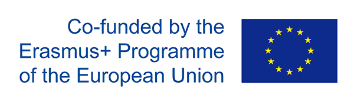 Co-funded by the
Erasmus+ Programme
of the European Union